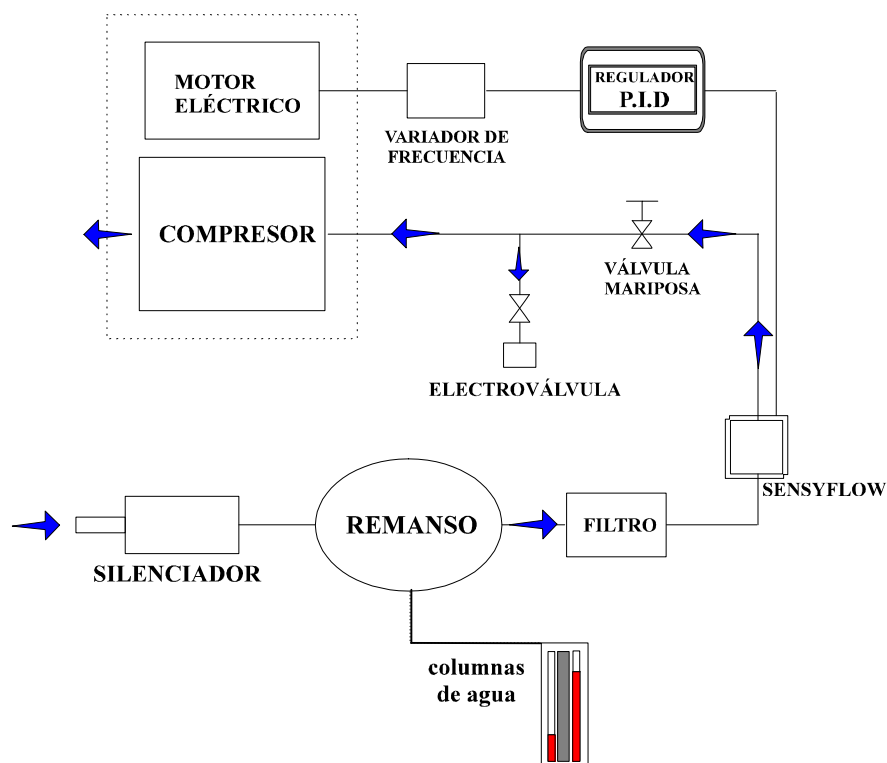 MOTOR
ELÉCTRICO
VARIADOR DE
FRECUENCIA
REGULADOR
P.I.D
COMPRESOR
VÁLVULA
MARIPOSA
ELECTROVÁLVULA
SENSYFLOW
SILENCIADOR
REMANSO
FILTRO
columnas
de agua